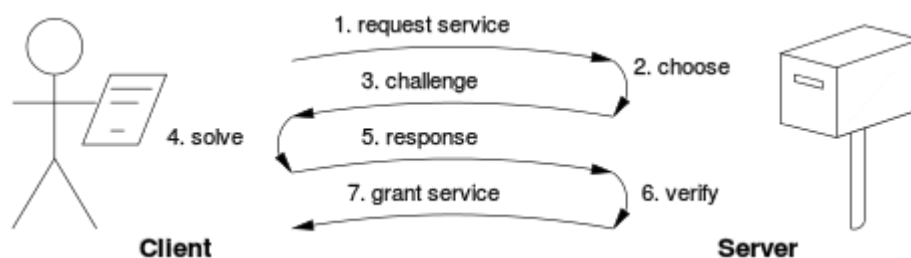 1. request service
2. choose
3. challenge
4. solve
5. response
6. verify
7. grant service
Client
Server